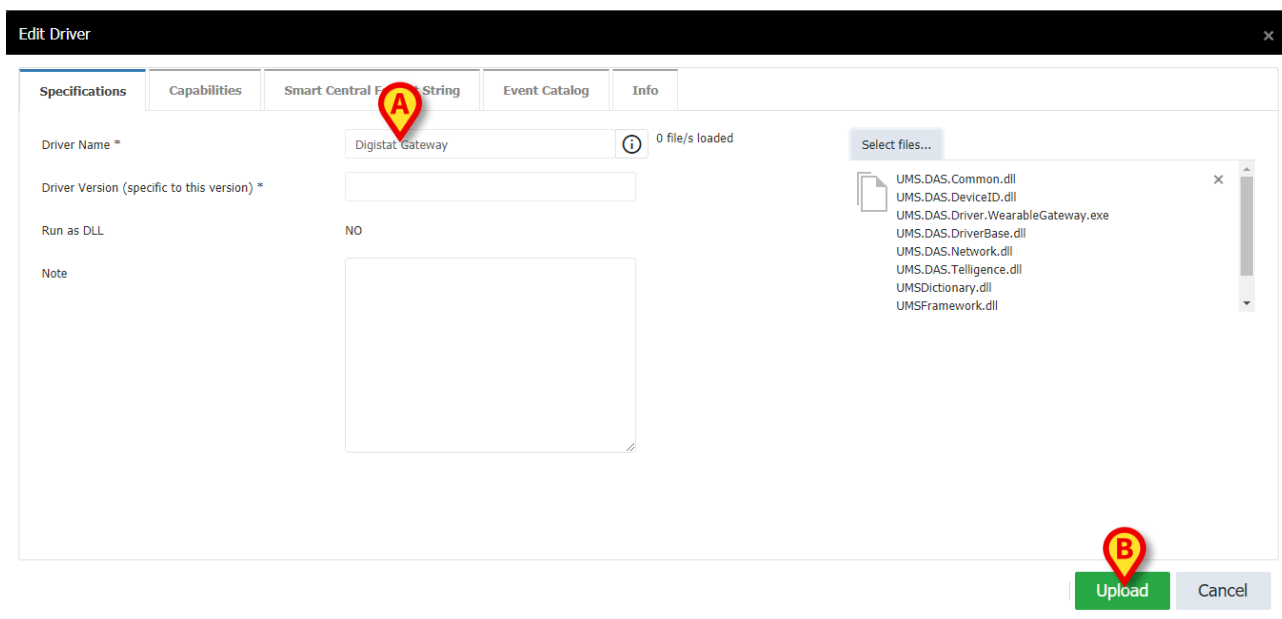 Edit Driver ×
Specifications Capabilities Smart Central String Event Catalog Info
A
Driver Name * Digistat Gateway 0 file/s loaded Select files...
UMS.DAS.Common.dll ×
Driver Version (specific to this version) * UMS.DAS.DeviceID.dll
UMS.DAS.Driver.WearableGateway.exe
Run as DLL NO UMS.DAS.DriverBase.dll
UMS.DAS.Network.dll
Note UMS.DAS.Telligence.dll
UMSDictionary.dll
UMSFramework.dll
B
Upload Cancel